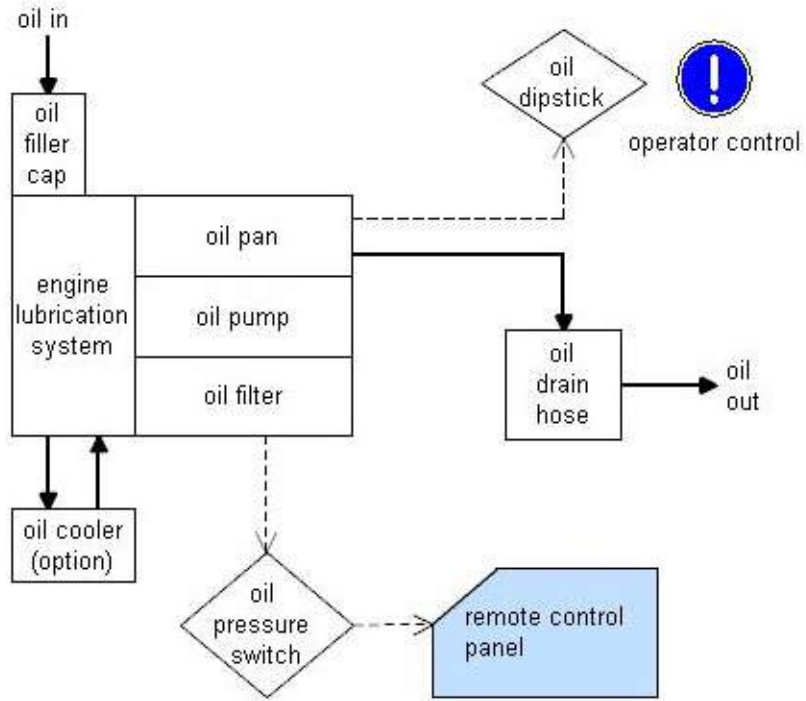 oil in
oil
filler
cap
oil
dipstick
operator control
engine
lubrication
system
oil pan
oil pump
oil filter
oil
drain
hose
oil
out
oil cooler
(option)
oil
pressure
switch
remote control
panel